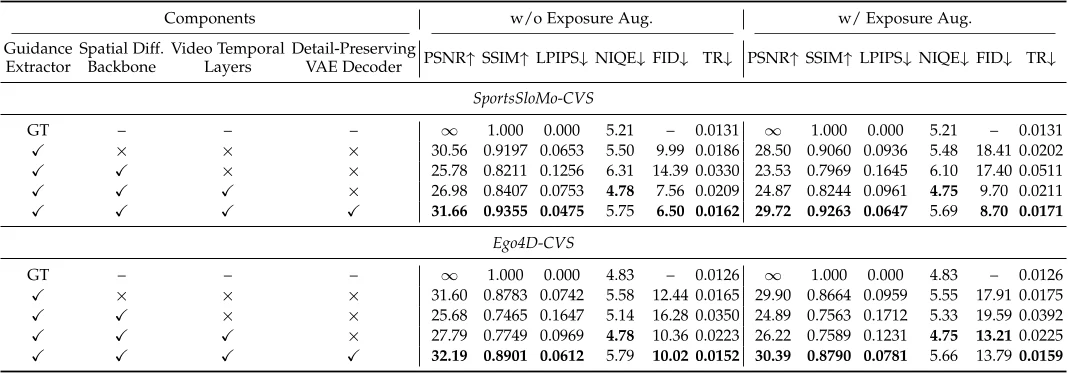 Components w/o Exposure Aug. w/ Exposure Aug.
Guidance Extractor Spatial Diff. Backbone Video Temporal Layers Detail-Preserving VAE Decoder PSNR↑ SSIM↑ LPIPS↓ NIQE↓ FID↓ TR↓ PSNR↑ SSIM↑ LPIPS↓ NIQE↓ FID↓ TR↓
SportsSloMo-CVS
GT – – – ∞ 1.000 0.000 5.21 – 0.0131 ∞ 1.000 0.000 5.21 – 0.0131
✓ × × × 30.56 0.9197 0.0653 5.50 9.99 0.0186 28.50 0.9060 0.0936 5.48 18.41 0.0202
✓ ✓ × × 25.78 0.8211 0.1256 6.31 14.39 0.0330 23.53 0.7969 0.1645 6.10 17.40 0.0511
✓ ✓ ✓ × 26.98 0.8407 0.0753 4.78 7.56 0.0209 24.87 0.8244 0.0961 4.75 9.70 0.0211
✓ ✓ ✓ ✓ 31.66 0.9355 0.0475 5.75 6.50 0.0162 29.72 0.9263 0.0647 5.69 8.70 0.0171
Ego4D-CVS
GT – – – ∞ 1.000 0.000 4.83 – 0.0126 ∞ 1.000 0.000 4.83 – 0.0126
✓ × × × 31.60 0.8783 0.0742 5.58 12.44 0.0165 29.90 0.8664 0.0959 5.55 17.91 0.0175
✓ ✓ × × 25.68 0.7465 0.1647 5.14 16.28 0.0350 24.89 0.7563 0.1712 5.33 19.59 0.0392
✓ ✓ ✓ × 27.79 0.7749 0.0969 4.78 10.36 0.0223 26.22 0.7589 0.1231 4.75 13.21 0.0225
✓ ✓ ✓ ✓ 32.19 0.8901 0.0612 5.79 10.02 0.0152 30.39 0.8790 0.0781 5.66 13.79 0.0159